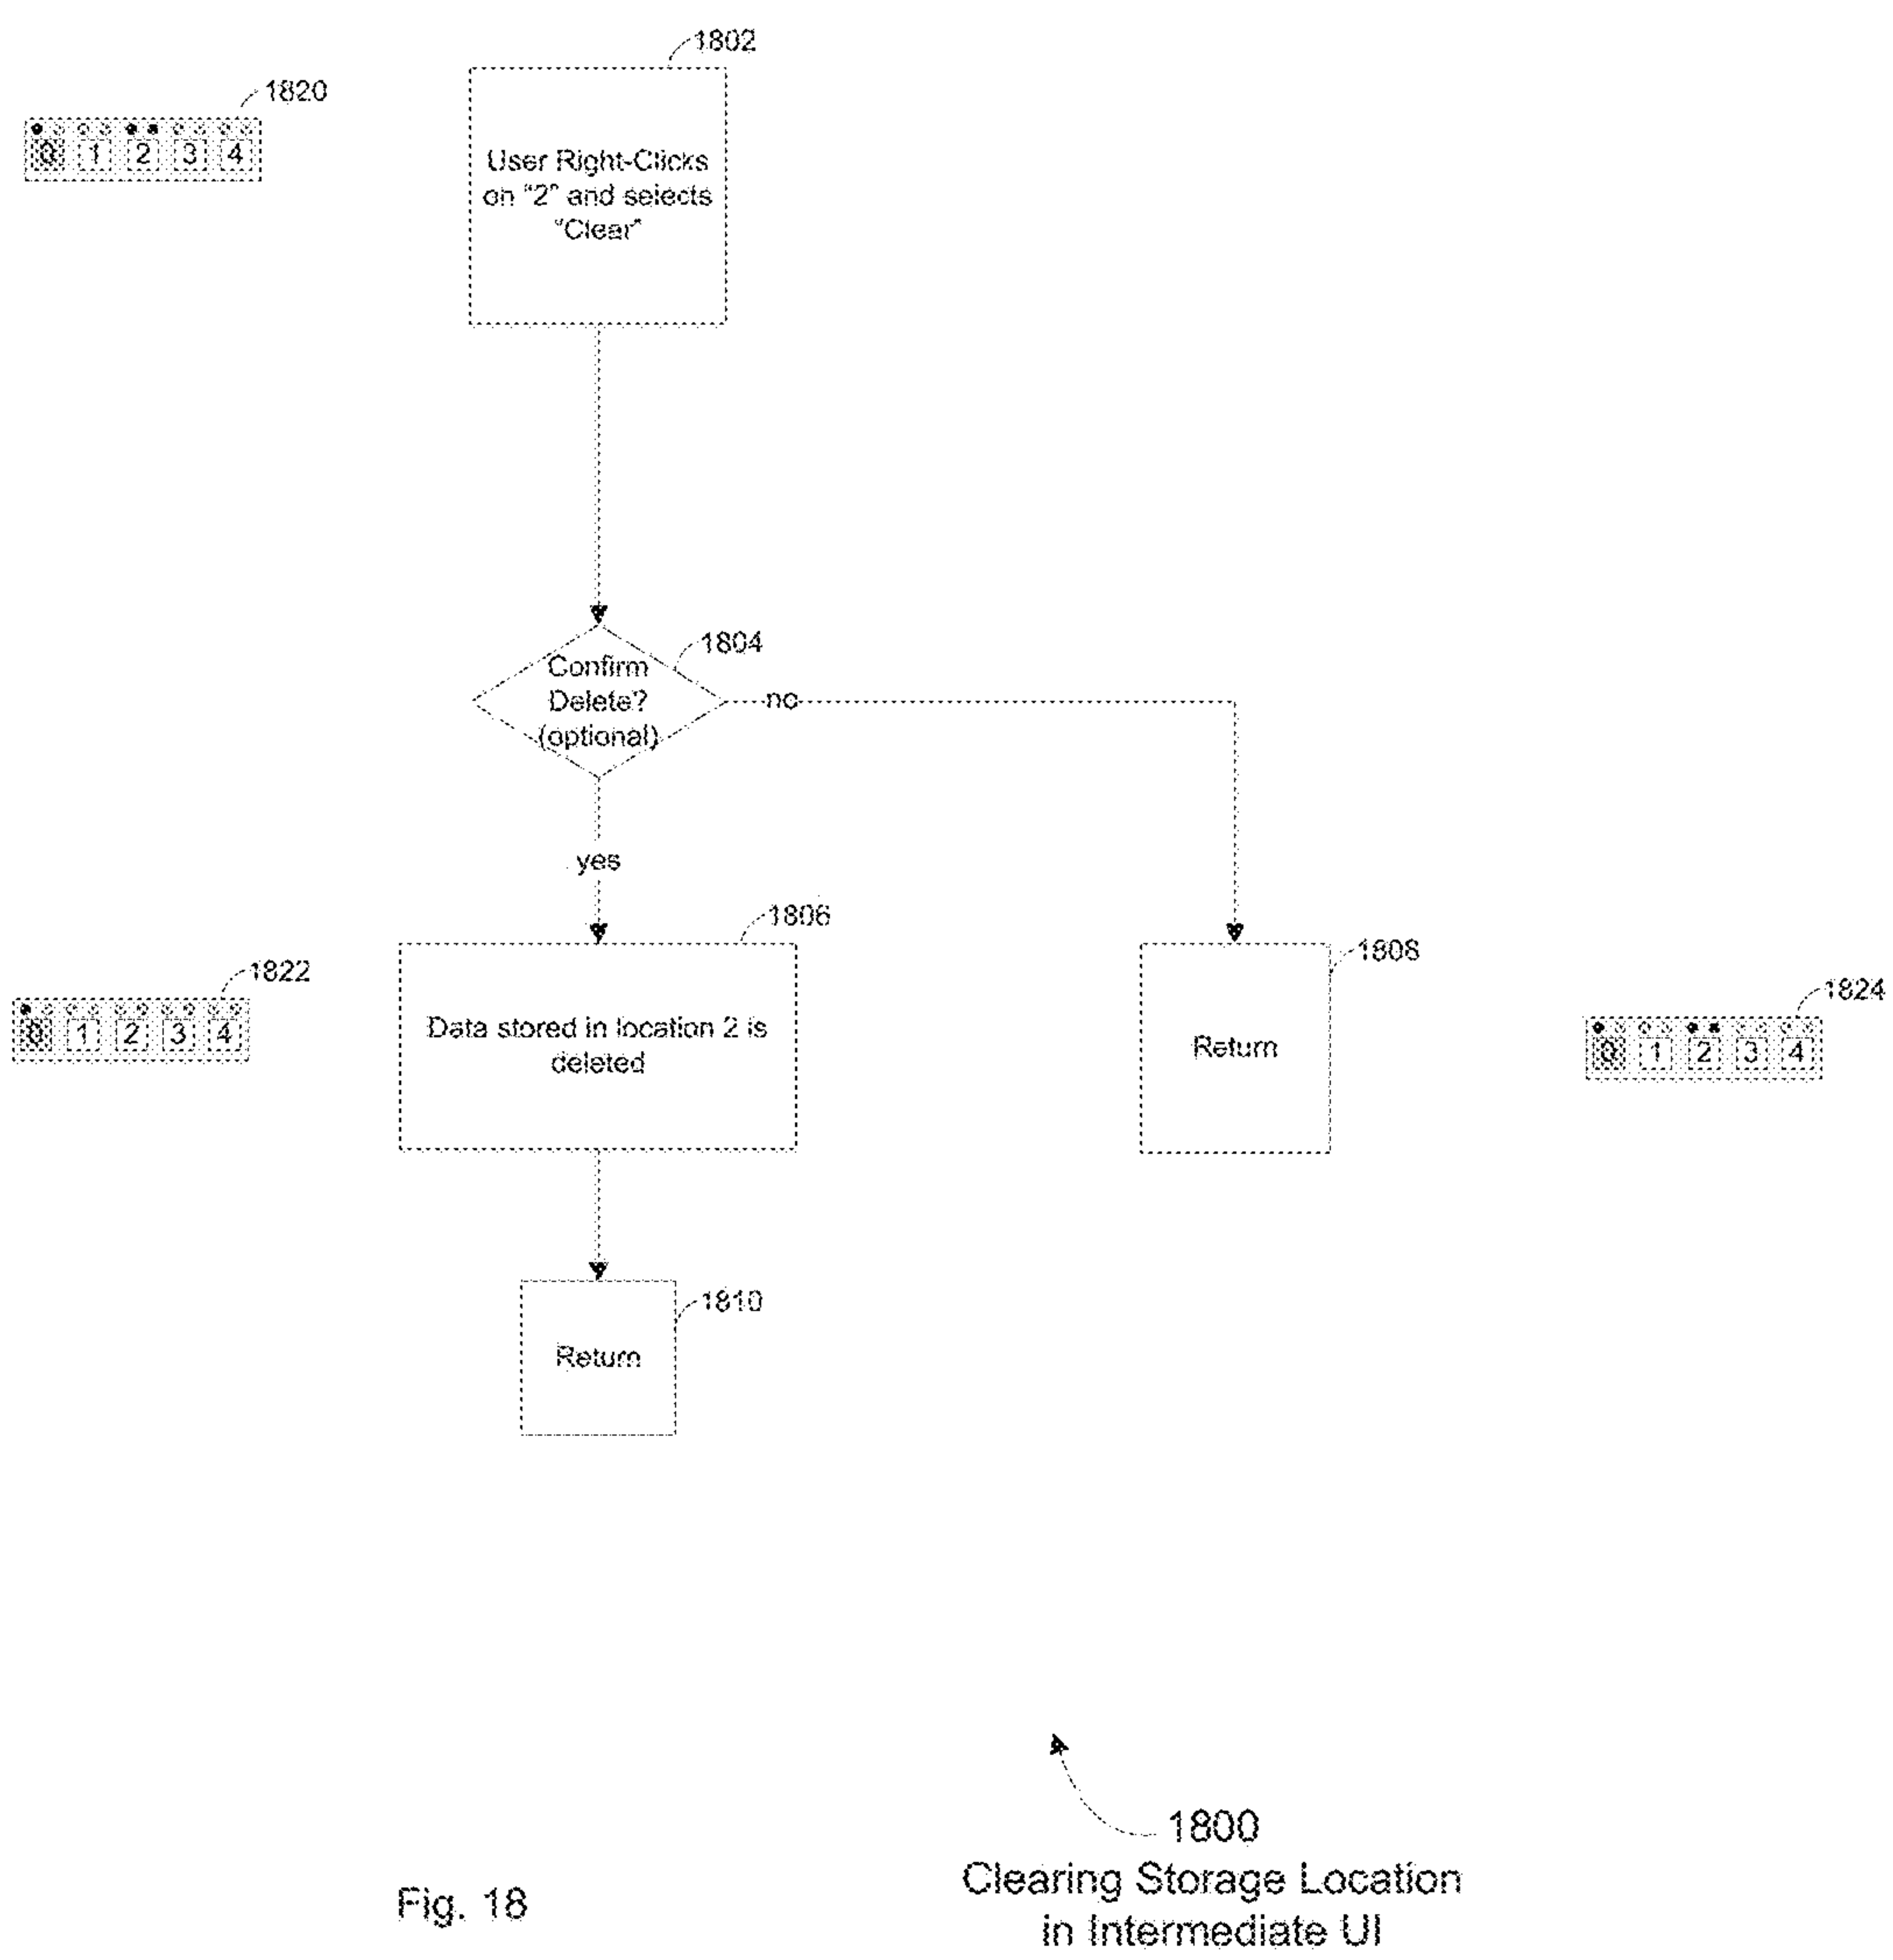 1802
1820
0 1 2 3 4
User Right-Clicks
on "2" and selects
"Clear"
1804
Confirm
Delete?
(optional)
no
yes
1806
1822
0 1 2 3 4
Data stored in location 2 is
deleted
1808
Return
1824
0 1 2 3 4
1810
Return
1800
Clearing Storage Location
in Intermediate UI
Fig. 18